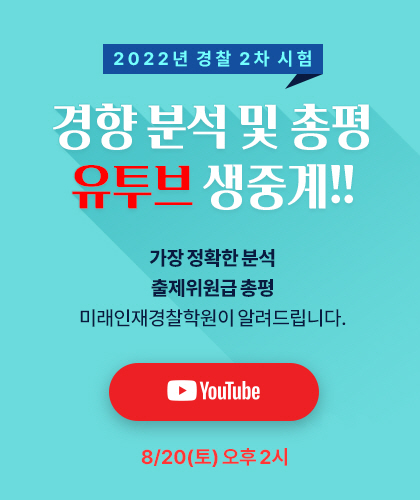 2022년 경찰 2차 시험
경향 분석 및 총평
유투브 생중계!!
가장 정확한 분석
출제위원급 총평
미래인재경찰학원이 알려드립니다.
YouTube
8/20(토) 오후 2시